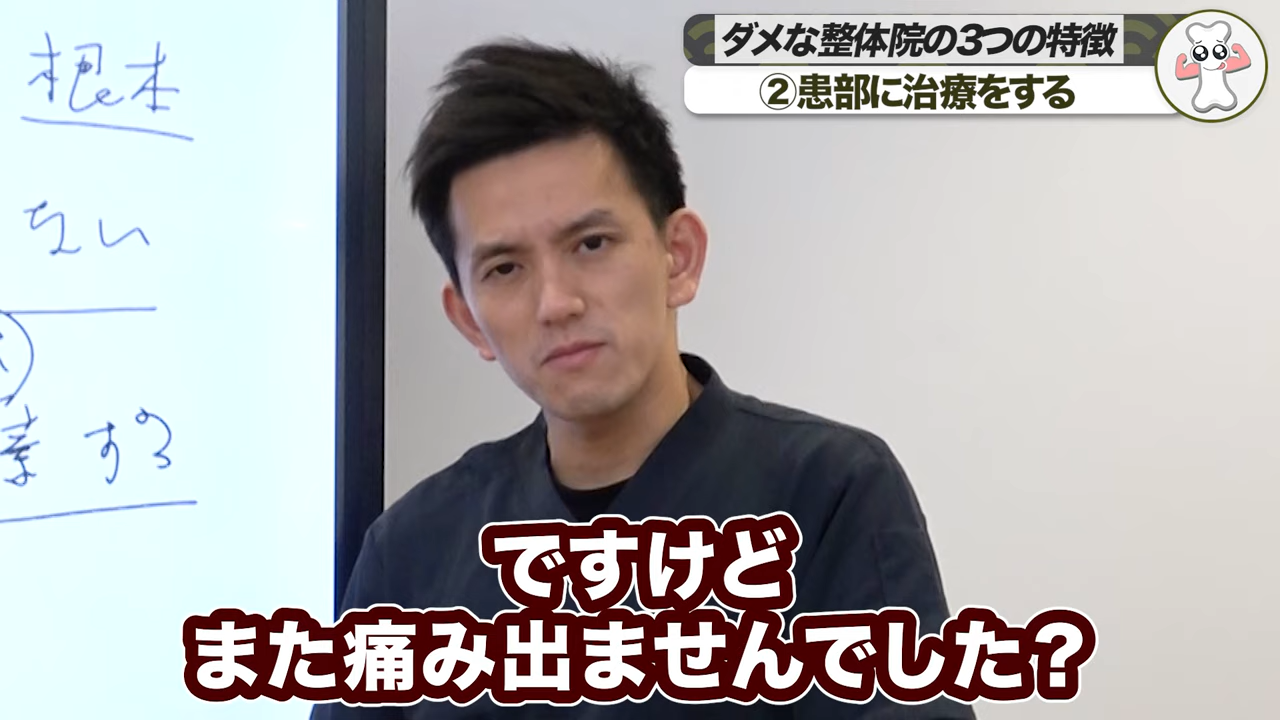 ダメな整体院の3つの特徴
②患部に治療をする
根本
ない
する
ですけど
また痛み出ませんでした?